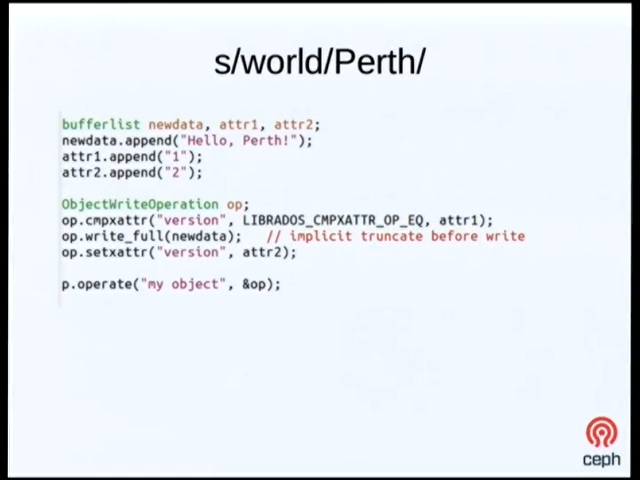 s/world/Perth/
bufferlist newdata, attr1, attr2;
newdata.append("Hello, Perth!");
attr1.append("1");
attr2.append("2");
ObjectWriteOperation op;
op.cmpxattr("version", LIBRADOS_CMPXATTR_OP_EQ, attr1);
op.write_full(newdata);   // implicit truncate before write
op.setxattr("version", attr2);
p.operate("my object", &op);
ceph